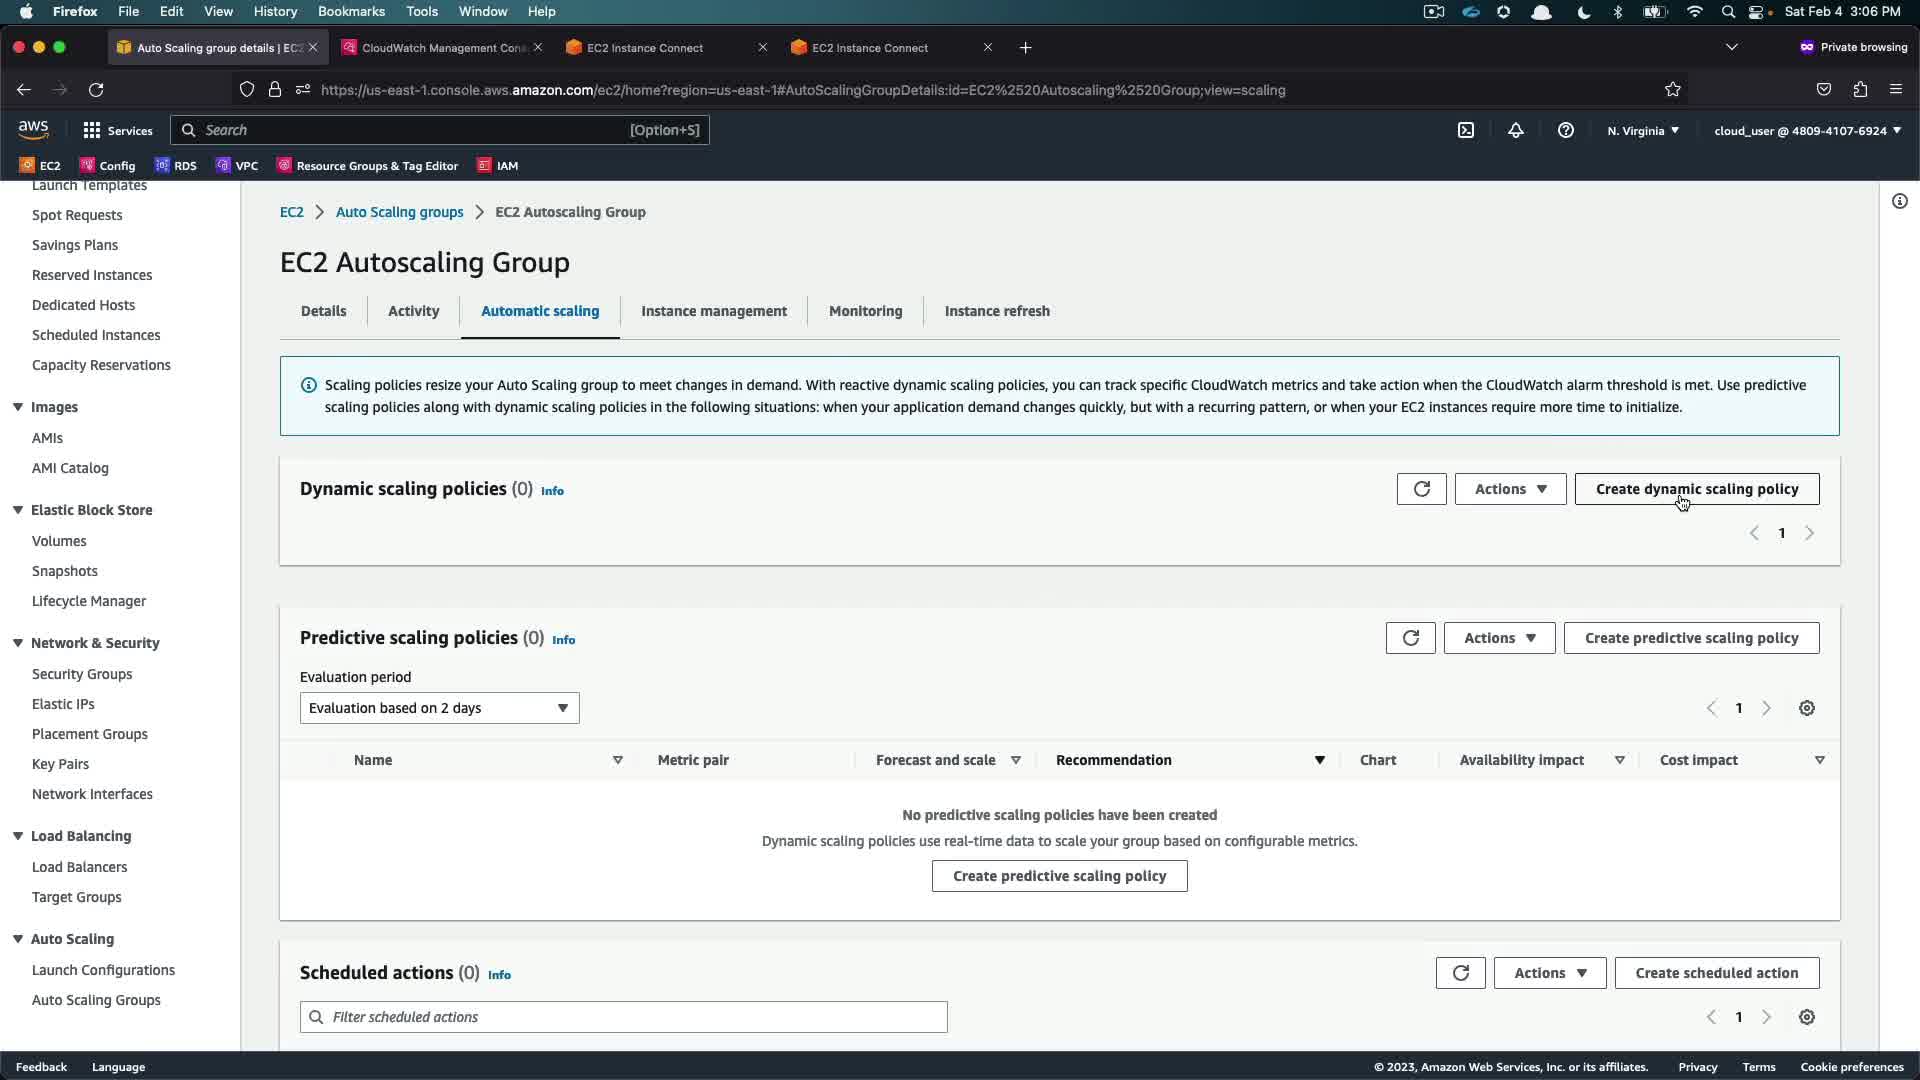 Firefox File Edit View History Bookmarks Tools Window Help
Sat Feb 4 3:06 PM
Auto Scaling group details | EC2
CloudWatch Management Con
EC2 Instance Connect
EC2 Instance Connect
Private browsing
https://us-east-1.console.aws.amazon.com/ec2/home?region=us-east-1#AutoScalingGroupDetails:id=EC2%2520Autoscaling%2520Group;view=scaling
aws
Services
Search
[Option+S]
N. Virginia
cloud_user @ 4809-4107-6924
EC2
Config
RDS
VPC
Resource Groups & Tag Editor
IAM
Launch Templates
Spot Requests
Savings Plans
Reserved Instances
Dedicated Hosts
Scheduled Instances
Capacity Reservations
Images
AMIs
AMI Catalog
Elastic Block Store
Volumes
Snapshots
Lifecycle Manager
Network & Security
Security Groups
Elastic IPs
Placement Groups
Key Pairs
Network Interfaces
Load Balancing
Load Balancers
Target Groups
Auto Scaling
Launch Configurations
Auto Scaling Groups
EC2 > Auto Scaling groups > EC2 Autoscaling Group
EC2 Autoscaling Group
Details
Activity
Automatic scaling
Instance management
Monitoring
Instance refresh
Scaling policies resize your Auto Scaling group to meet changes in demand. With reactive dynamic scaling policies, you can track specific CloudWatch metrics and take action when the CloudWatch alarm threshold is met. Use predictive
scaling policies along with dynamic scaling policies in the following situations: when your application demand changes quickly, but with a recurring pattern, or when your EC2 instances require more time to initialize.
Dynamic scaling policies (0) Info
Actions
Create dynamic scaling policy
1
Predictive scaling policies (0) Info
Actions
Create predictive scaling policy
Evaluation period
Evaluation based on 2 days
1
Name
Metric pair
Forecast and scale
Recommendation
Chart
Availability impact
Cost impact
No predictive scaling policies have been created
Dynamic scaling policies use real-time data to scale your group based on configurable metrics.
Create predictive scaling policy
Scheduled actions (0) Info
Actions
Create scheduled action
Filter scheduled actions
1
Feedback
Language
© 2023, Amazon Web Services, Inc. or its affiliates.
Privacy
Terms
Cookie preferences